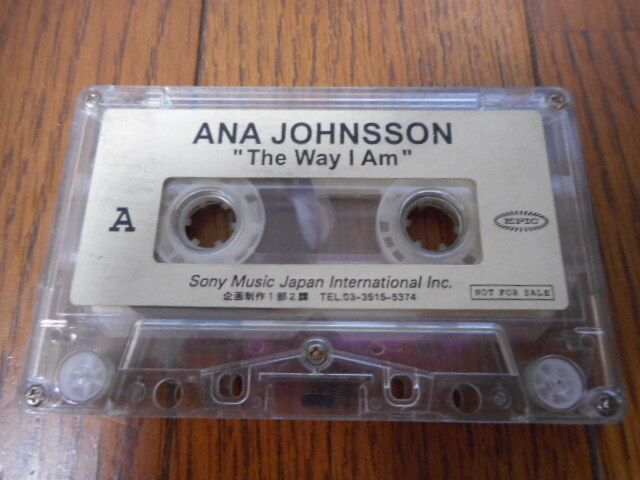 ANA JOHNSSON
"The Way I Am"
A
EPIC
Sony Music Japan International Inc.
企画制作1部2課 TEL.03-3515-5374
NOT FOR SALE